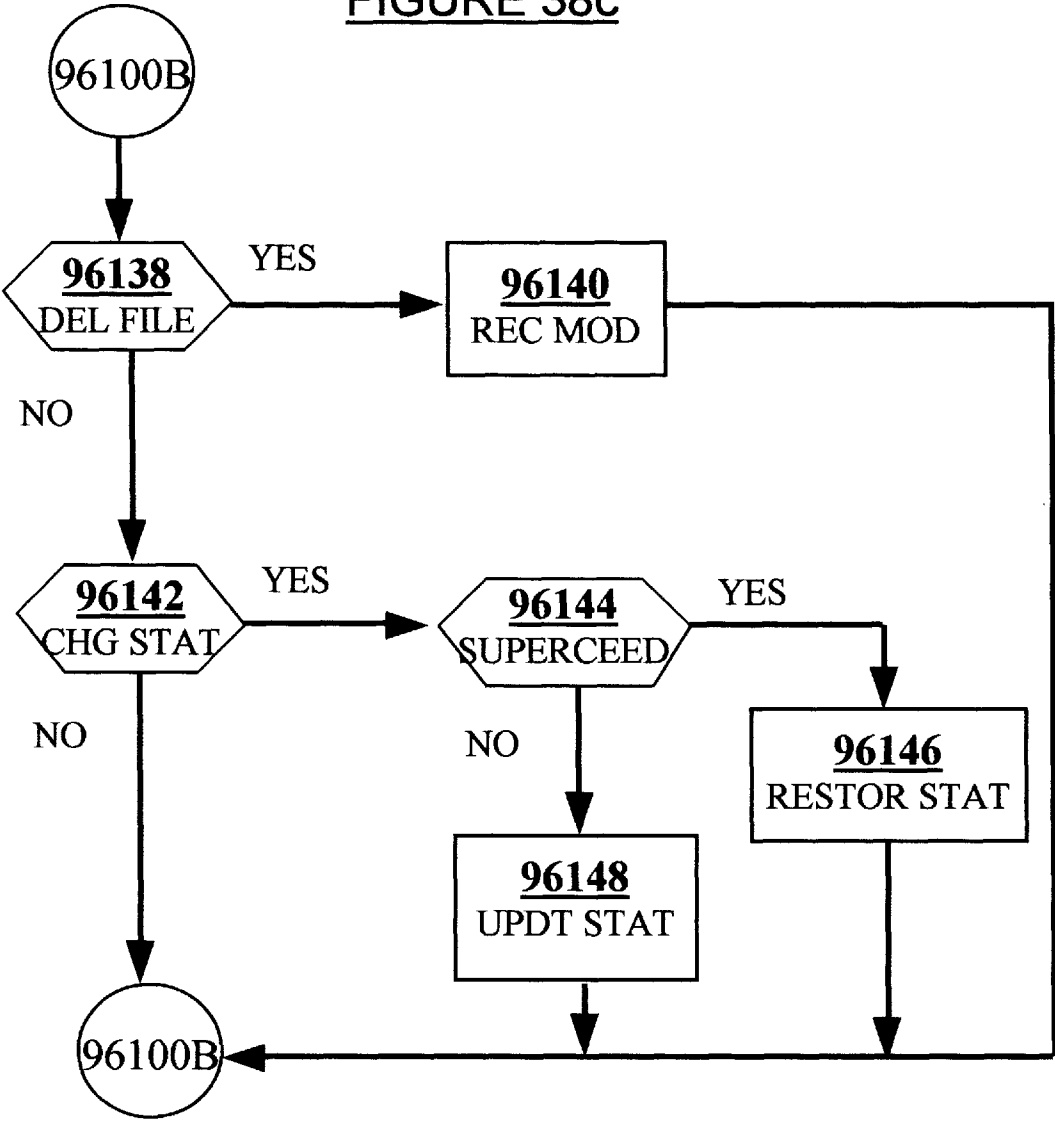 FIGURE 38c
96100B
96138
DEL FILE
YES
96140
REC MOD
NO
96142
CHG STAT
YES
96144
SUPERCEED
YES
NO
NO
96146
RESTOR STAT
96148
UPDT STAT
96100B